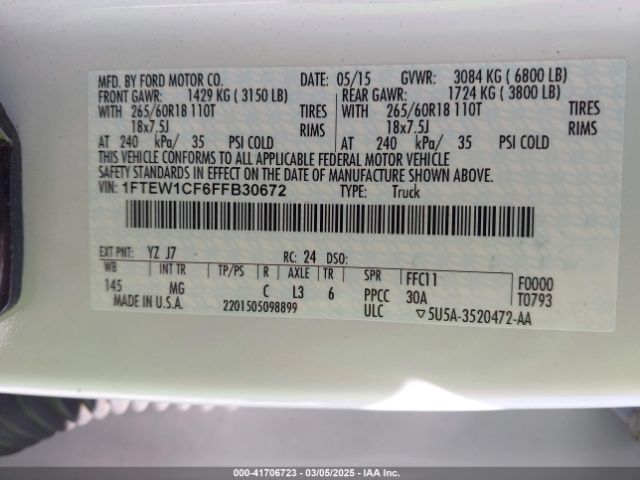 MFD. BY FORD MOTOR CO. DATE: 05/15 GVWR: 3084 KG ( 6800 LB)
FRONT GAWR: 1429 KG ( 3150 LB) REAR GAWR: 1724 KG ( 3800 LB)
WITH 265/60R18 110T TIRES WITH 265/60R18 110T TIRES
18x7.5J RIMS 18x7.5J RIMS
AT 240 kPa/ 35 PSI COLD AT 240 kPa/ 35 PSI COLD
THIS VEHICLE CONFORMS TO ALL APPLICABLE FEDERAL MOTOR VEHICLE
SAFETY STANDARDS IN EFFECT ON THE DATE OF MANUFACTURE SHOWN ABOVE.
VIN: 1FTEW1CF6FFB30672 TYPE: Truck
EXT PNT: YZ J7 RC: 24 DSO:
WB INT TR TP/PS R AXLE TR SPR FFC11 F0000
145 MG C L3 6 PPCC 30A T0793
MADE IN U.S.A. 2201505098899 ULC ▽5U5A-3520472-AA
Stock No: 41706723 | 03/05/2025 | IAA Inc.